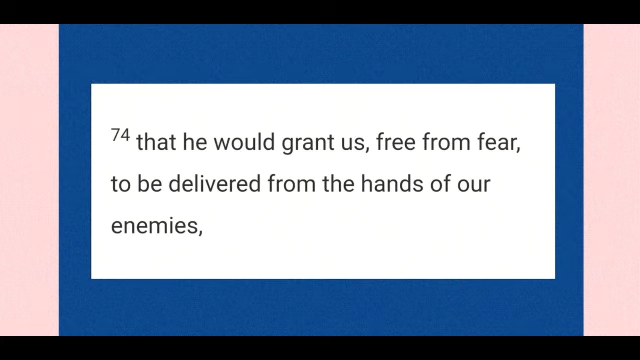 74 that he would grant us, free from fear,
to be delivered from the hands of our
enemies,